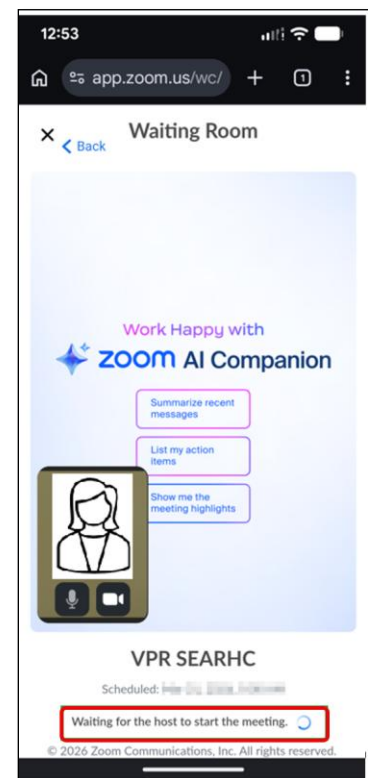 12:53
app.zoom.us/wc/
1
Waiting Room
Back
Work Happy with
zoom AI Companion
Summarize recent
messages
List my action
items
Show me the
meeting highlights
VPR SEARHC
Scheduled:
Waiting for the host to start the meeting.
© 2026 Zoom Communications, Inc. All rights reserved.